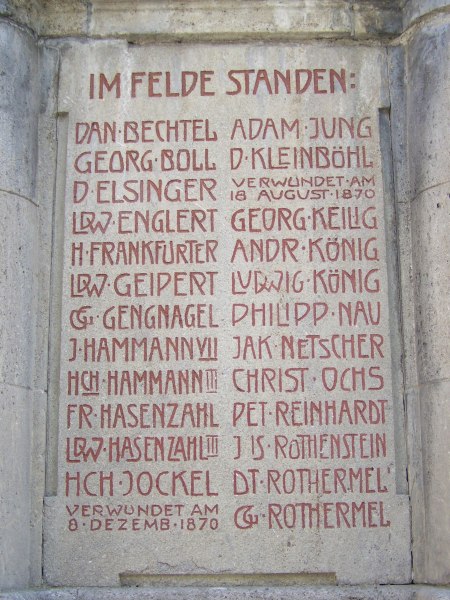 IM FELDE STANDEN:
DAN·BECHTEL
GEORG·BOLL
D·ELSINGER
LDW·ENGLERT
H·FRANKFURTER
LDW·GEIPERT
GG·GENGNAGEL
J·HAMMANN VII
HCH·HAMMANN III
FR·HASENZAHL
LDW·HASENZAHL III
HCH·JOCKEL
VERWUNDET AM
8·DEZEMB·1870
ADAM·JUNG
D·KLEINBÖHL
VERWUNDET·AM
18 AUGUST·1870
GEORG·KEILIG
ANDR·KÖNIG
LUDWIG·KÖNIG
PHILIPP·NAU
JAK·NETSCHER
CHRIST·OCHS
PET·REINHARDT
J IS·ROTHENSTEIN
DT·ROTHERMEL
GG·ROTHERMEL